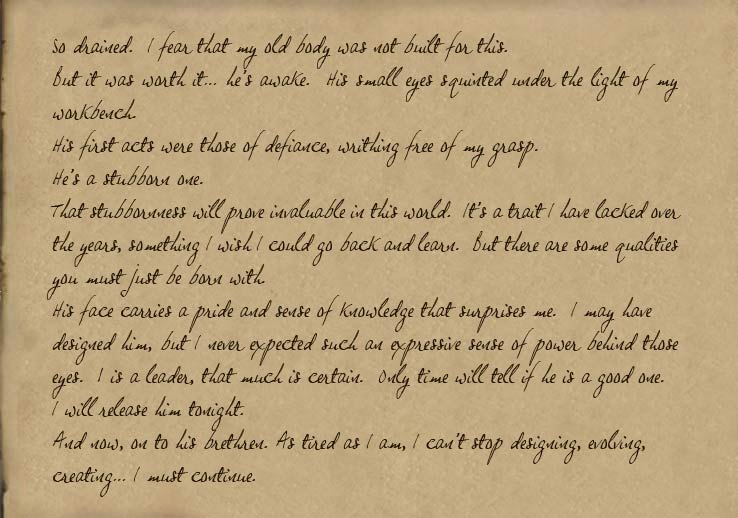 So drained. I fear that my old body was not built for this.
But it was worth it... he's awake. His small eyes squinted under the light of my
workbench.
His first acts were those of defiance, writhing free of my grasp.
He's a stubborn one.
That stubbornness will prove invaluable in this world. It's a trait I have lacked over
the years, something I wish I could go back and learn. But there are some qualities
you must just be born with.
His face carries a pride and sense of knowledge that surprises me. I may have
designed him, but I never expected such an expressive sense of power behind those
eyes. I is a leader, that much is certain. Only time will tell if he is a good one.
I will release him tonight.
And now, on to his brethren. As tired as I am, I can't stop designing, evolving,
creating... I must continue.